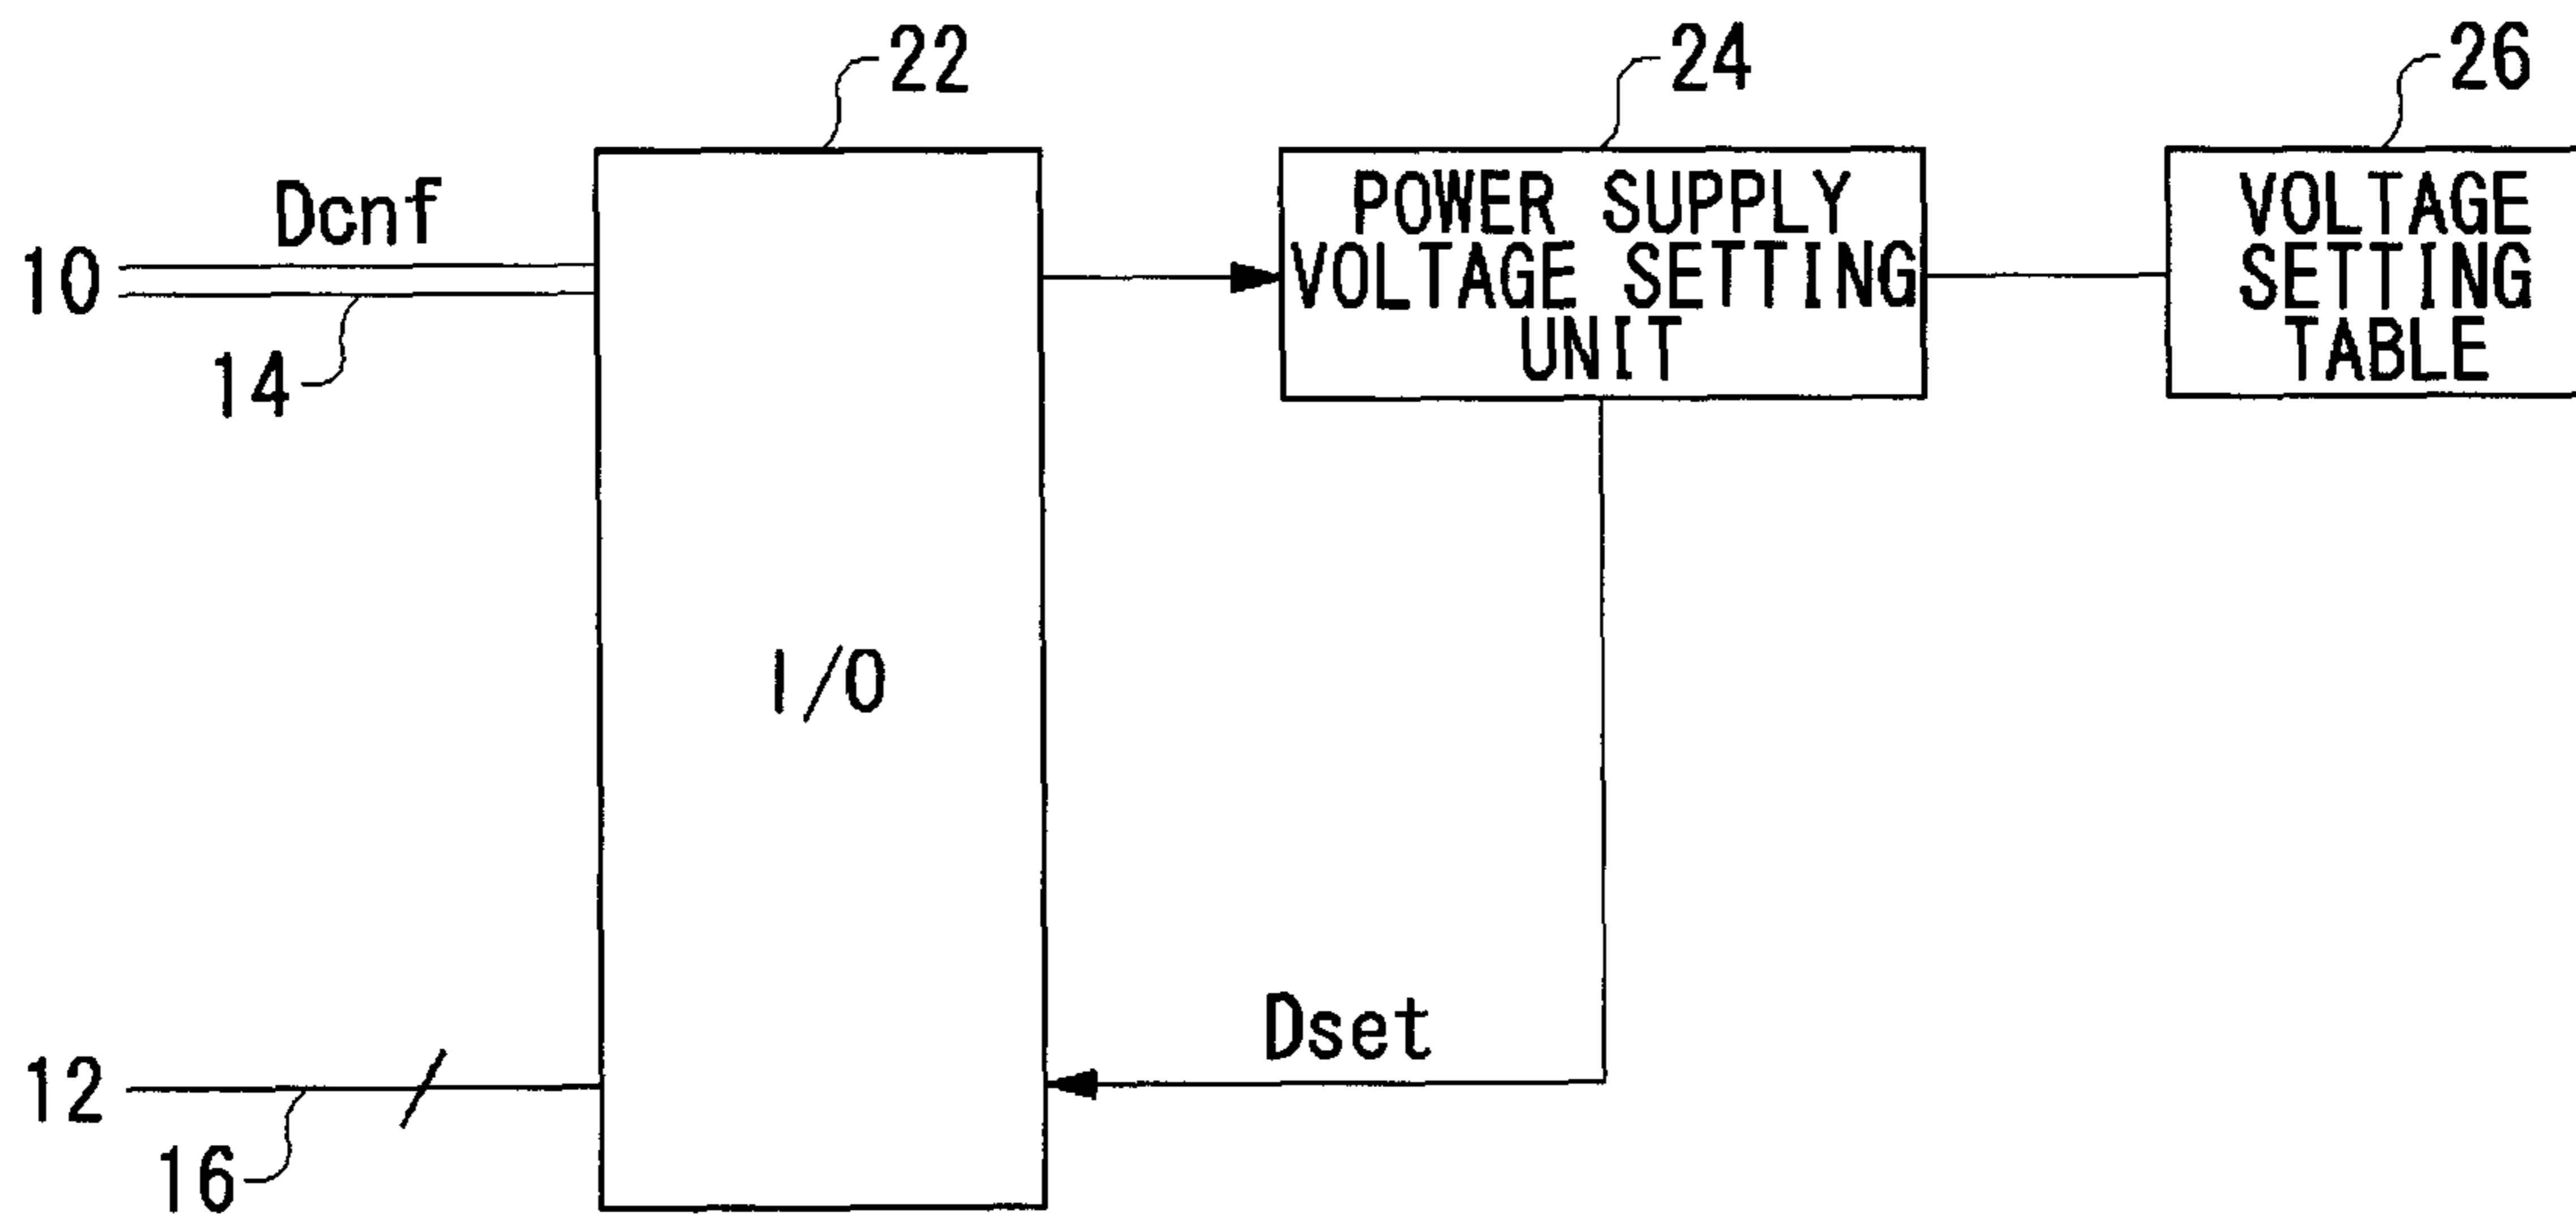 22
24
26
Dcnf
10
14
POWER SUPPLY
VOLTAGE SETTING
UNIT
VOLTAGE
SETTING
TABLE
I/O
Dset
12
16